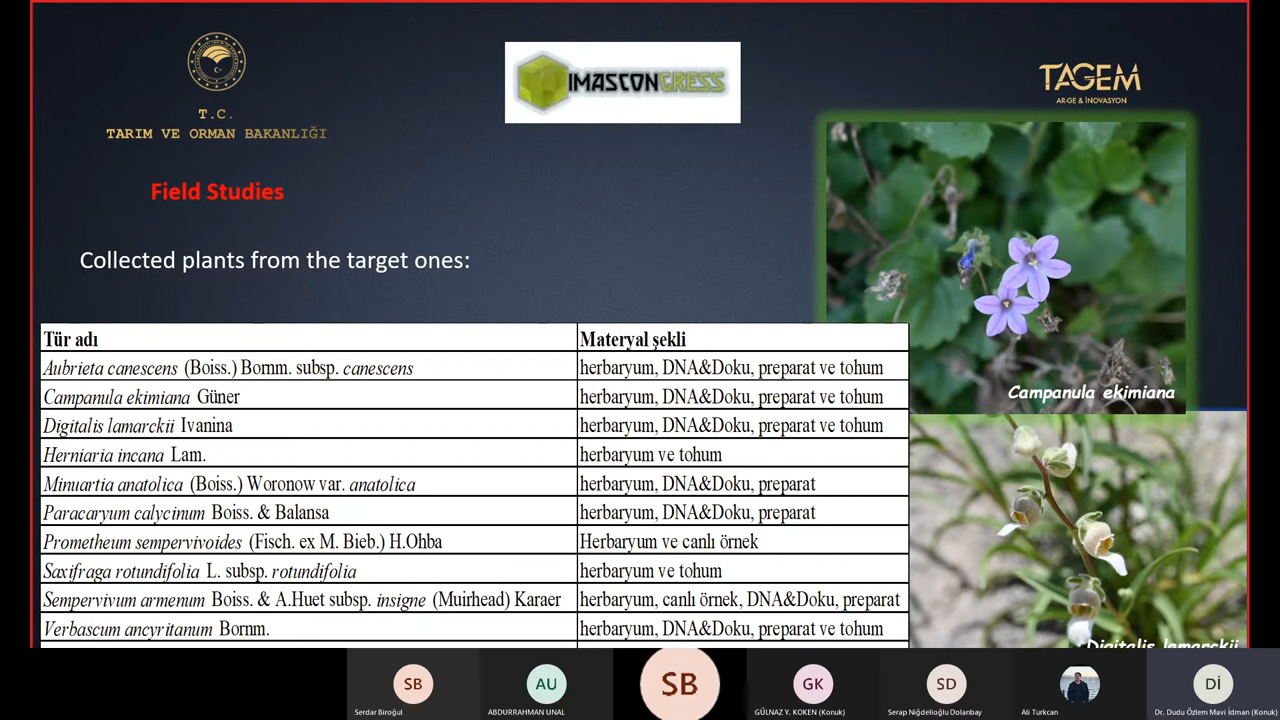 T.C.
TARIM VE ORMAN BAKANLIĞI
IMASCONGRESS
TAGEM
AR-GE & İNOVASYON
Field Studies
Collected plants from the target ones:
Tür adı Materyal şekli
Aubrieta canescens (Boiss.) Bornm. subsp. canescens herbaryum, DNA&Doku, preparat ve tohum
Campanula ekimiana Güner herbaryum, DNA&Doku, preparat ve tohum
Digitalis lamarckii Ivanina herbaryum, DNA&Doku, preparat ve tohum
Herniaria incana Lam. herbaryum ve tohum
Minuartia anatolica (Boiss.) Woronow var. anatolica herbaryum, DNA&Doku, preparat
Paracaryum calycinum Boiss. & Balansa herbaryum, DNA&Doku, preparat
Prometheum sempervivoides (Fisch. ex M. Bieb.) H.Ohba Herbaryum ve canlı örnek
Saxifraga rotundifolia L. subsp. rotundifolia herbaryum ve tohum
Sempervivum armenum Boiss. & A.Huet subsp. insigne (Muirhead) Karaer herbaryum, canlı örnek, DNA&Doku, preparat
Verbascum ancyritanum Bornm. herbaryum, DNA&Doku, preparat ve tohum
Campanula ekimiana
Digitalis lamarckii
SB AU SB GK SD Dİ
Serdar Biroğul ABDURRAHMAN UNAL GÜLNAZ Y. KOKEN (Konuk) Serap Niğdelioğlu Dolanbay Ali Turkcan Dr. Dudu Özlem Mavi İdman (Konuk)